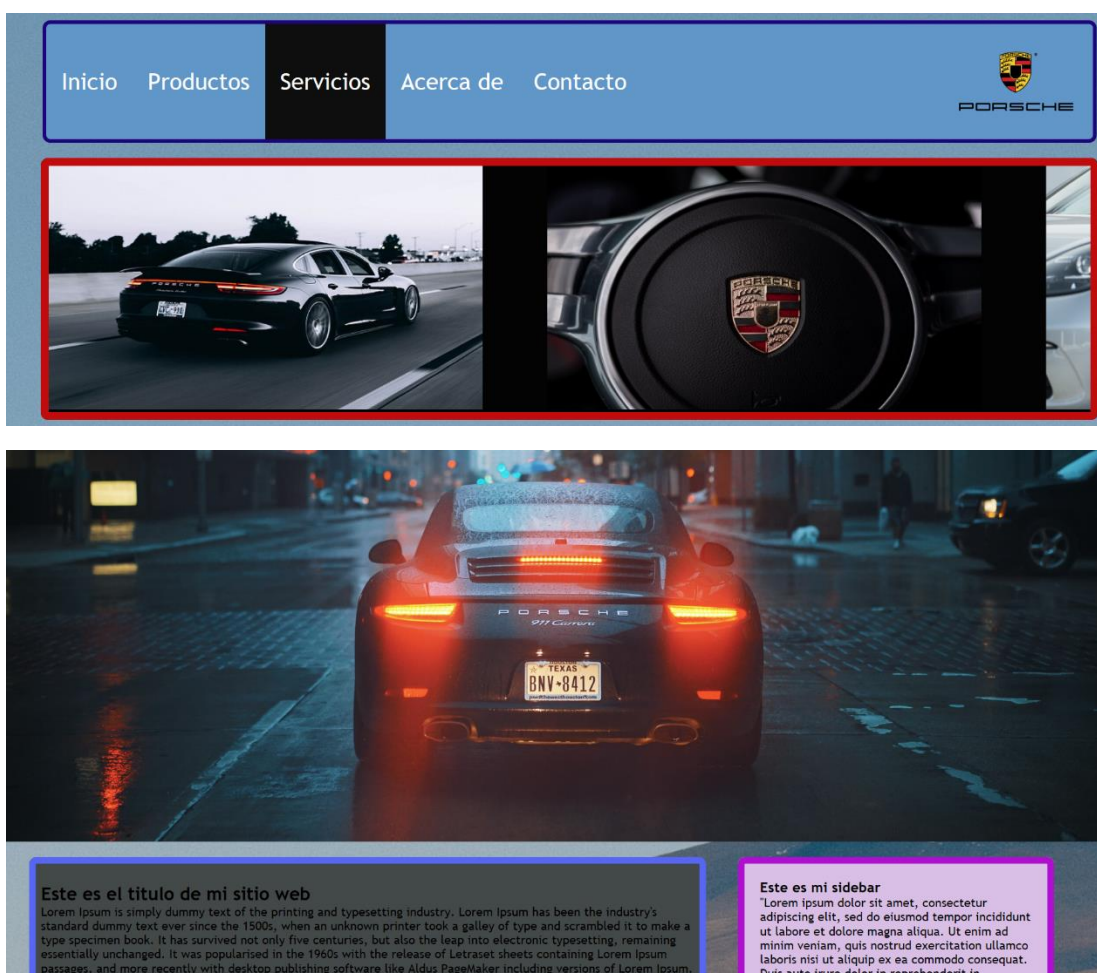 Inicio Productos Servicios Acerca de Contacto
PORSCHE
PORSCHE
PORSCHE
PORSCHE
911 Carrera
TEXAS
BNV 8412
Este es el titulo de mi sitio web
Lorem Ipsum is simply dummy text of the printing and typesetting industry. Lorem Ipsum has been the industry's
standard dummy text ever since the 1500s, when an unknown printer took a galley of type and scrambled it to make a
type specimen book. It has survived not only five centuries, but also the leap into electronic typesetting, remaining
essentially unchanged. It was popularised in the 1960s with the release of Letraset sheets containing Lorem Ipsum
passages, and more recently with desktop publishing software like Aldus PageMaker including versions of Lorem Ipsum.
Este es mi sidebar
"Lorem ipsum dolor sit amet, consectetur
adipiscing elit, sed do eiusmod tempor incididunt
ut labore et dolore magna aliqua. Ut enim ad
minim veniam, quis nostrud exercitation ullamco
laboris nisi ut aliquip ex ea commodo consequat.
Duis aute irure dolor in reprehenderit in